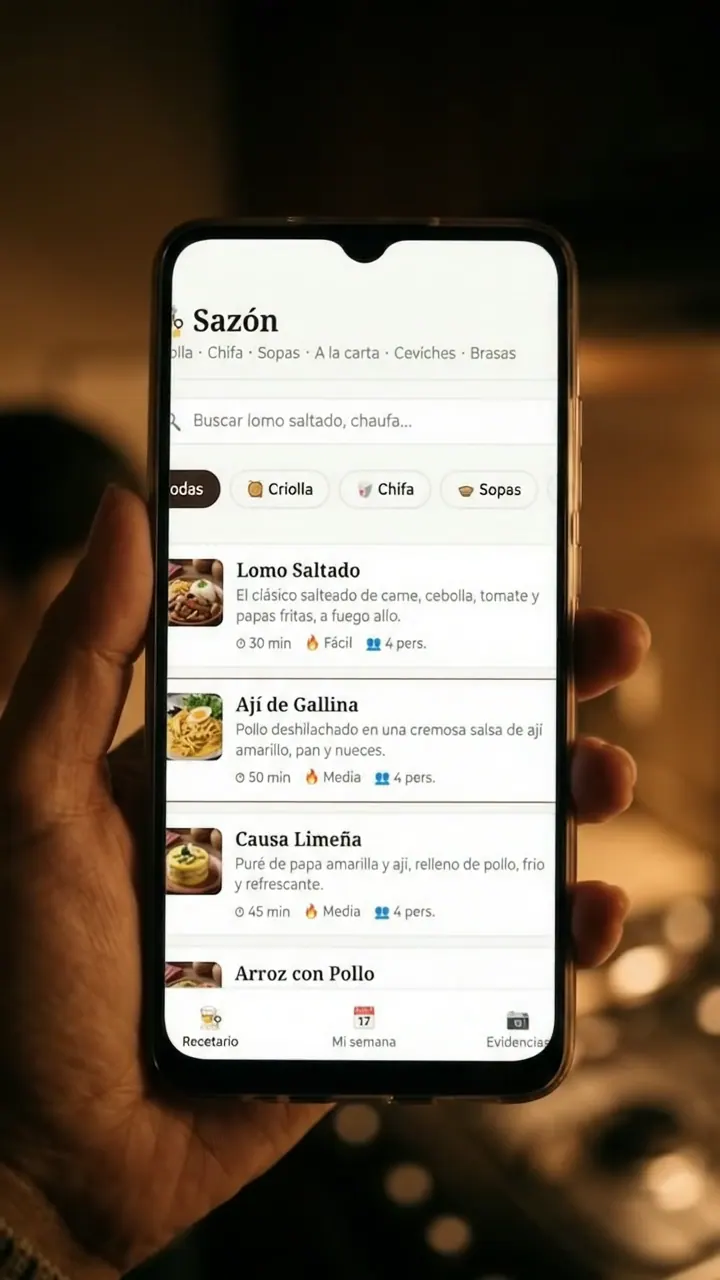 Sazón
olla · Chifa · Sopas · A la carta · Ceviches · Brasas
Buscar lomo saltado, chaufa...
odas
Criolla
Chifa
Sopas
Lomo Saltado
El clásico salteado de carne, cebolla, tomate y
papas fritas, a fuego allo.
30 min Fácil 4 pers.
Ají de Gallina
Pollo deshilachado en una cremosa salsa de ají
amarillo, pan y nueces.
50 min Media 4 pers.
Causa Limeña
Puré de papa amarilla y ají, relleno de pollo, frío
y refrescante.
45 min Media 4 pers.
Arroz con Pollo
17
Recetario
Mi semana
Evidencias